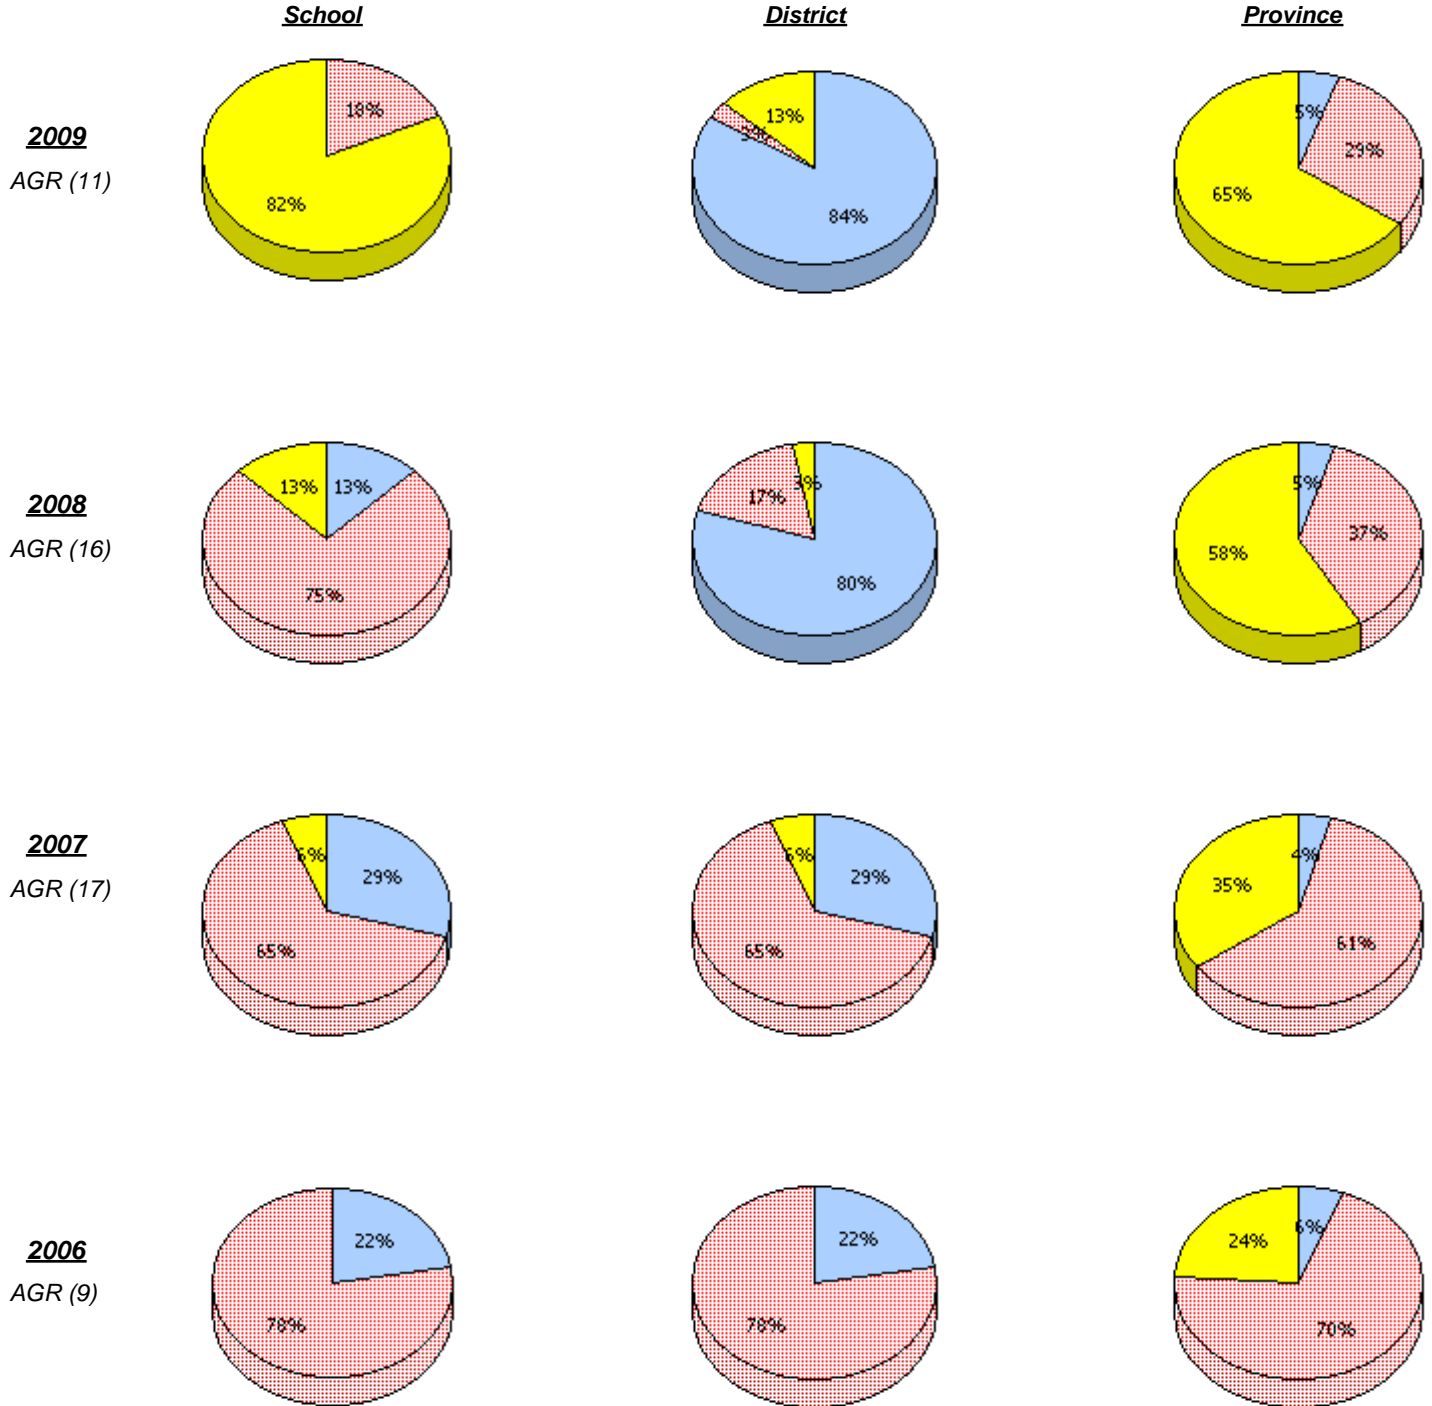 School District Province
18% 82%
3% 13% 84%
5% 29% 65%
2009
AGR (11)
13% 13% 75%
17% 3% 80%
5% 37% 58%
2008
AGR (16)
6% 29% 65%
6% 29% 65%
4% 35% 61%
2007
AGR (17)
22% 78%
22% 78%
6% 24% 70%
2006
AGR (9)